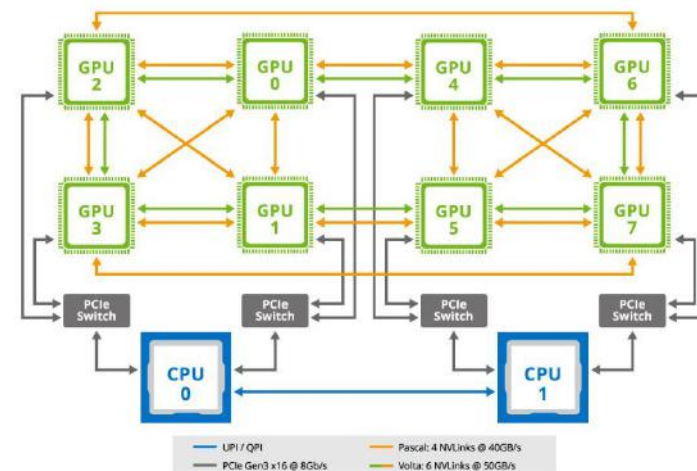 GPU
2
GPU
0
GPU
4
GPU
6
GPU
3
GPU
1
GPU
5
GPU
7
PCIe
Switch
PCIe
Switch
PCIe
Switch
PCIe
Switch
CPU
0
CPU
1
UPI / QPI
Pascal: 4 NVLinks @ 40GB/s
PCIe Gen3 x16 @ 8Gb/s
Volta: 6 NVLinks @ 50GB/s